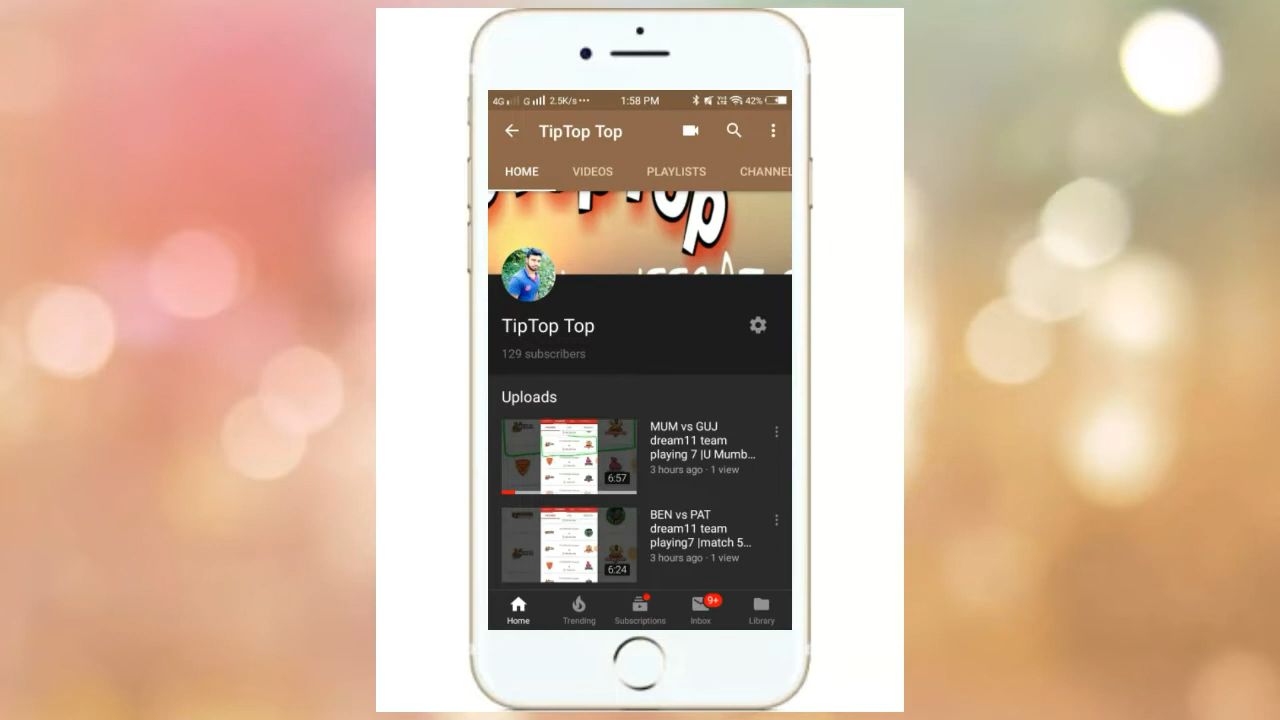 4G G 2.5K/s ••• 1:58 PM 42%
TipTop Top
HOME VIDEOS PLAYLISTS CHANNEL
TipTop Top
129 subscribers
Uploads
MUM vs GUJ
dream11 team
playing 7 |U Mumb...
3 hours ago · 1 view
6:57
BEN vs PAT
dream11 team
playing7 |match 5...
3 hours ago · 1 view
6:24
9+
Home Trending Subscriptions Inbox Library